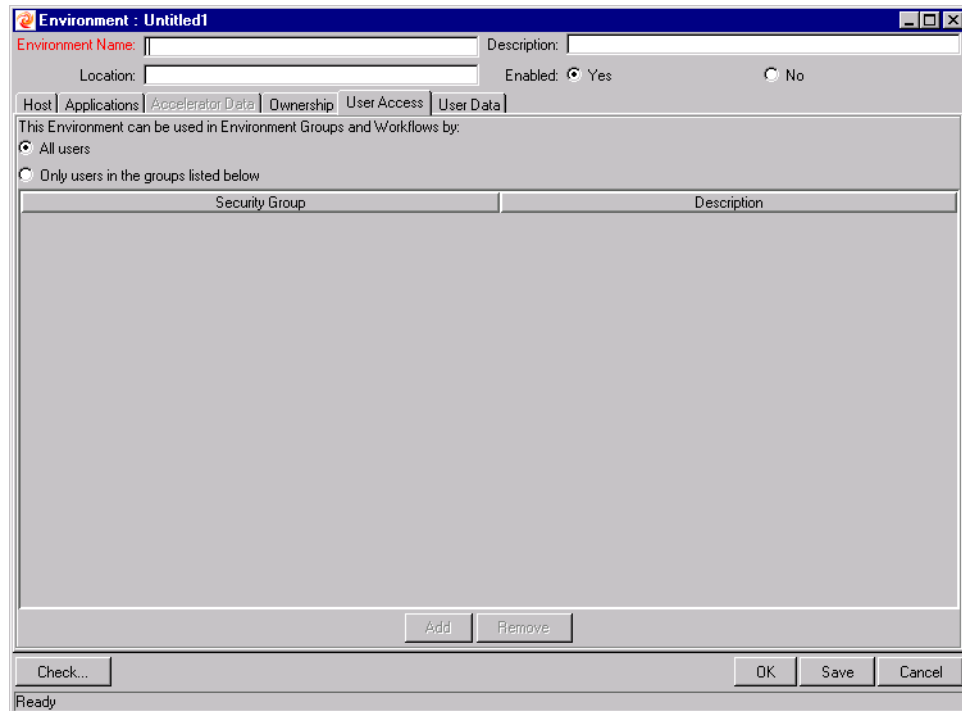 Environment : Untitled1
Environment Name: Description:
Location: Enabled: Yes No
Host Applications Accelerator Data Ownership User Access User Data
This Environment can be used in Environment Groups and Workflows by:
All users
Only users in the groups listed below
Security Group Description
Add Remove
Check... OK Save Cancel
Ready